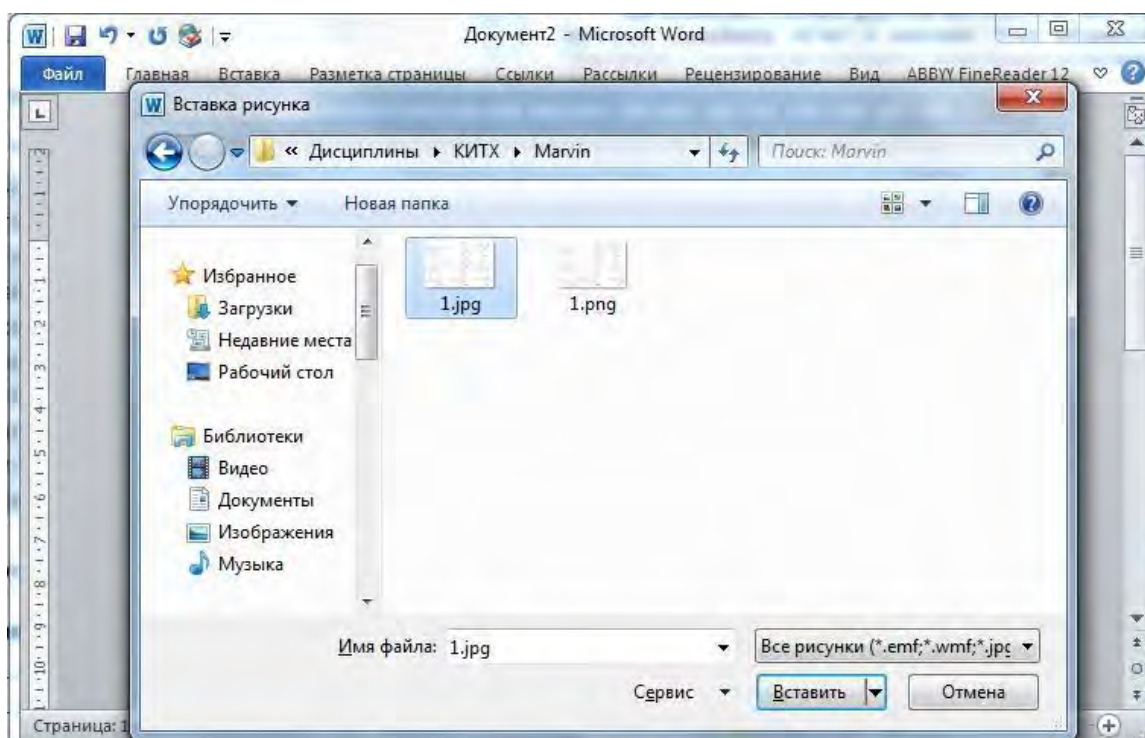 Документ2 - Microsoft Word
Файл Главная Вставка Разметка страницы Ссылки Рассылки Рецензирование Вид ABBYY FineReader 12
Вставка рисунка
« Дисциплины ▸ КИТХ ▸ Marvin Поиск: Marvin
Упорядочить Новая папка
Избранное
Загрузки
Недавние места
Рабочий стол
Библиотеки
Видео
Документы
Изображения
Музыка
1.jpg 1.png
Имя файла: 1.jpg Все рисунки (*.emf;*.wmf;*.jpg
Сервис Вставить Отмена
Страница: 1